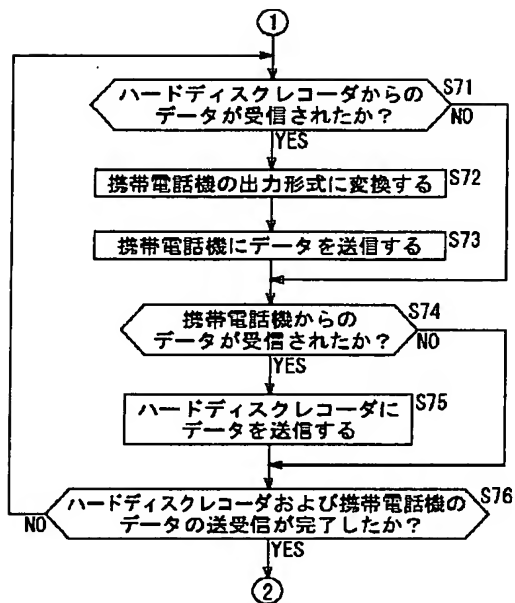 1
ハードディスクレコーダからの
データが受信されたか？
S71
NO
YES
携帯電話機の出力形式に変換する
S72
携帯電話機にデータを送信する
S73
携帯電話機からの
データが受信されたか？
S74
NO
YES
ハードディスクレコーダに
データを送信する
S75
ハードディスクレコーダおよび携帯電話機の
データの送受信が完了したか？
S76
NO
YES
2